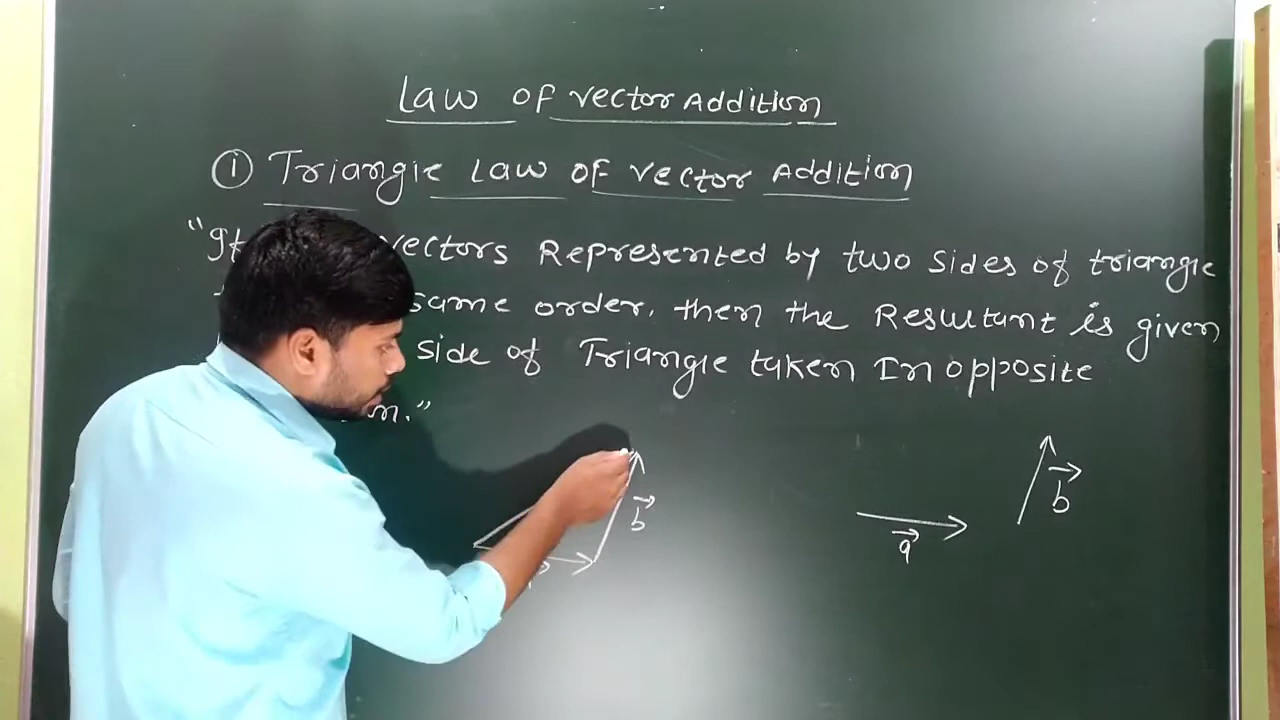 Law of vector Addition
① Triangle Law of vector Addition
"If vectors Represented by two sides of triangle
same order, then the Resultant is given
side of Triangle taken In opposite
n."
b
b
a